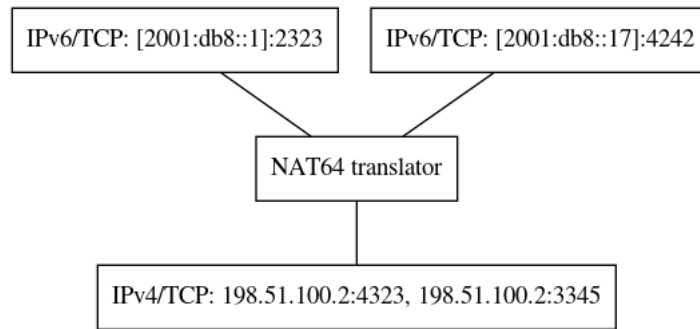 IPv6/TCP: [2001:db8::1]:2323
IPv6/TCP: [2001:db8::17]:4242
NAT64 translator
IPv4/TCP: 198.51.100.2:4323, 198.51.100.2:3345